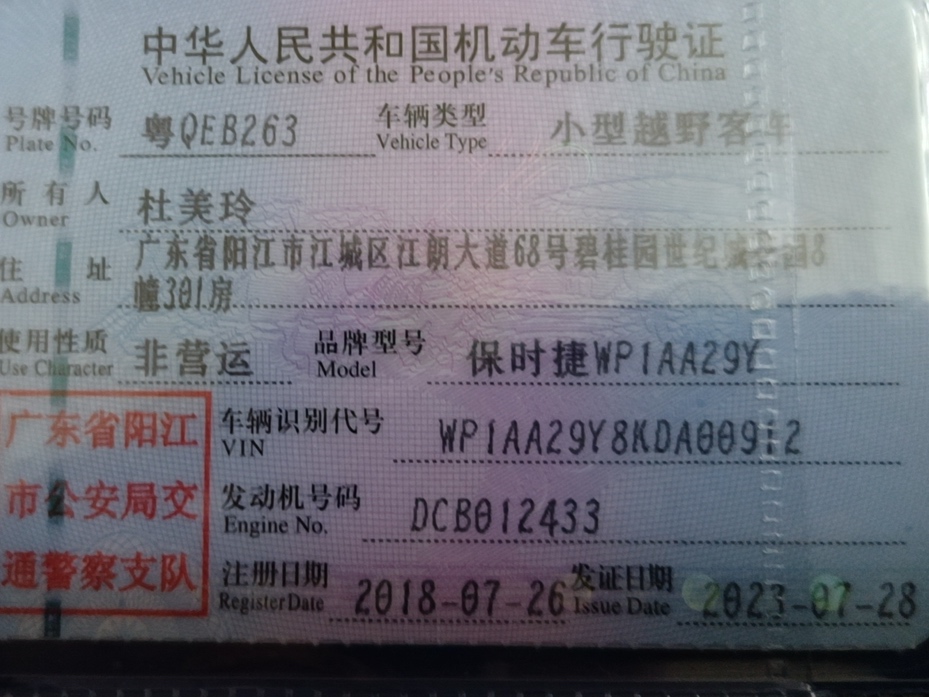 中华人民共和国机动车行驶证
Vehicle License of the People's Republic of China
号牌号码 粤QEB263 车辆类型 小型越野客车
Plate No. Vehicle Type
所有人 杜美玲
Owner
住址 广东省阳江市江城区江朗大道68号碧桂园世纪城 8
Address 幢301房
使用性质 非营运 品牌型号 保时捷WP1AA29Y
Use Character Model
广东省阳江 车辆识别代号 WP1AA29Y8KDA00912
VIN
市公安局交 发动机号码 DCB012433
Engine No.
通警察支队 注册日期 2018-07-26 发证日期 2023-07-28
Register Date Issue Date